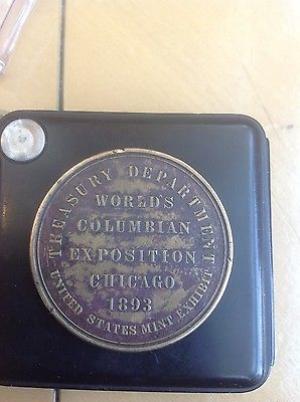 TREASURY DEPARTMENT
WORLD'S
COLUMBIAN
EXPOSITION
CHICAGO
1893
UNITED STATES MINT EXHIBIT